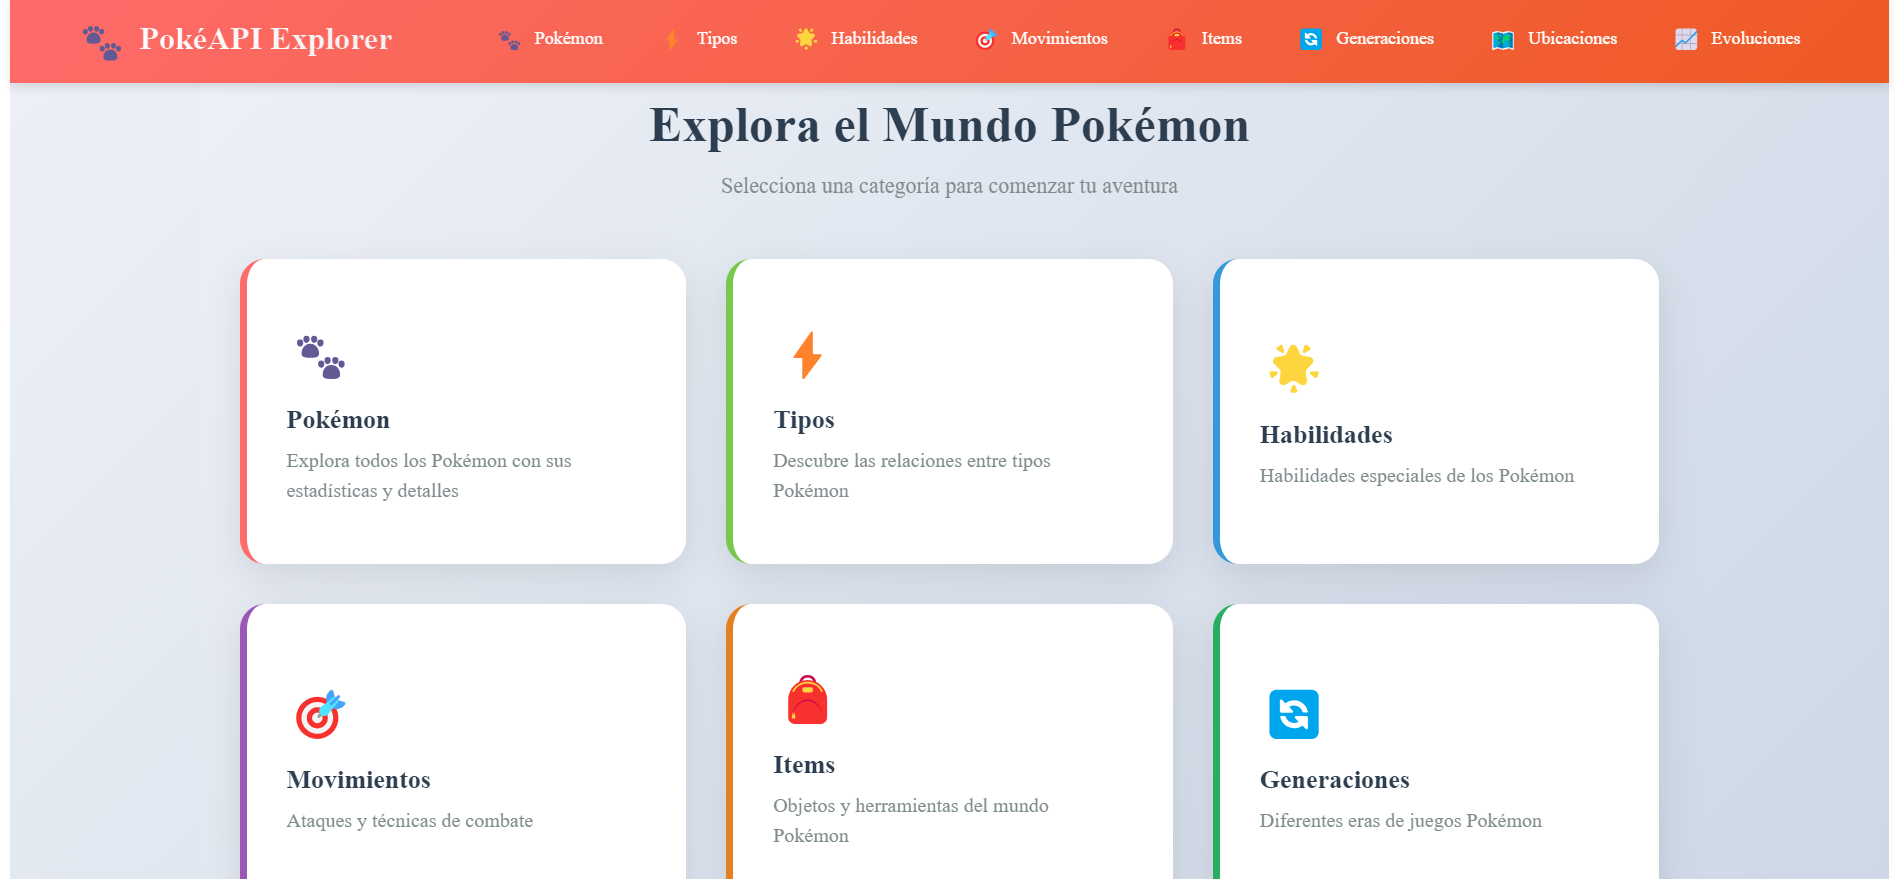 PokéAPI Explorer
Pokémon
Tipos
Habilidades
Movimientos
Items
Generaciones
Ubicaciones
Evoluciones
Explora el Mundo Pokémon
Selecciona una categoría para comenzar tu aventura
Pokémon
Explora todos los Pokémon con sus
estadísticas y detalles
Tipos
Descubre las relaciones entre tipos
Pokémon
Habilidades
Habilidades especiales de los Pokémon
Movimientos
Ataques y técnicas de combate
Items
Objetos y herramientas del mundo
Pokémon
Generaciones
Diferentes eras de juegos Pokémon